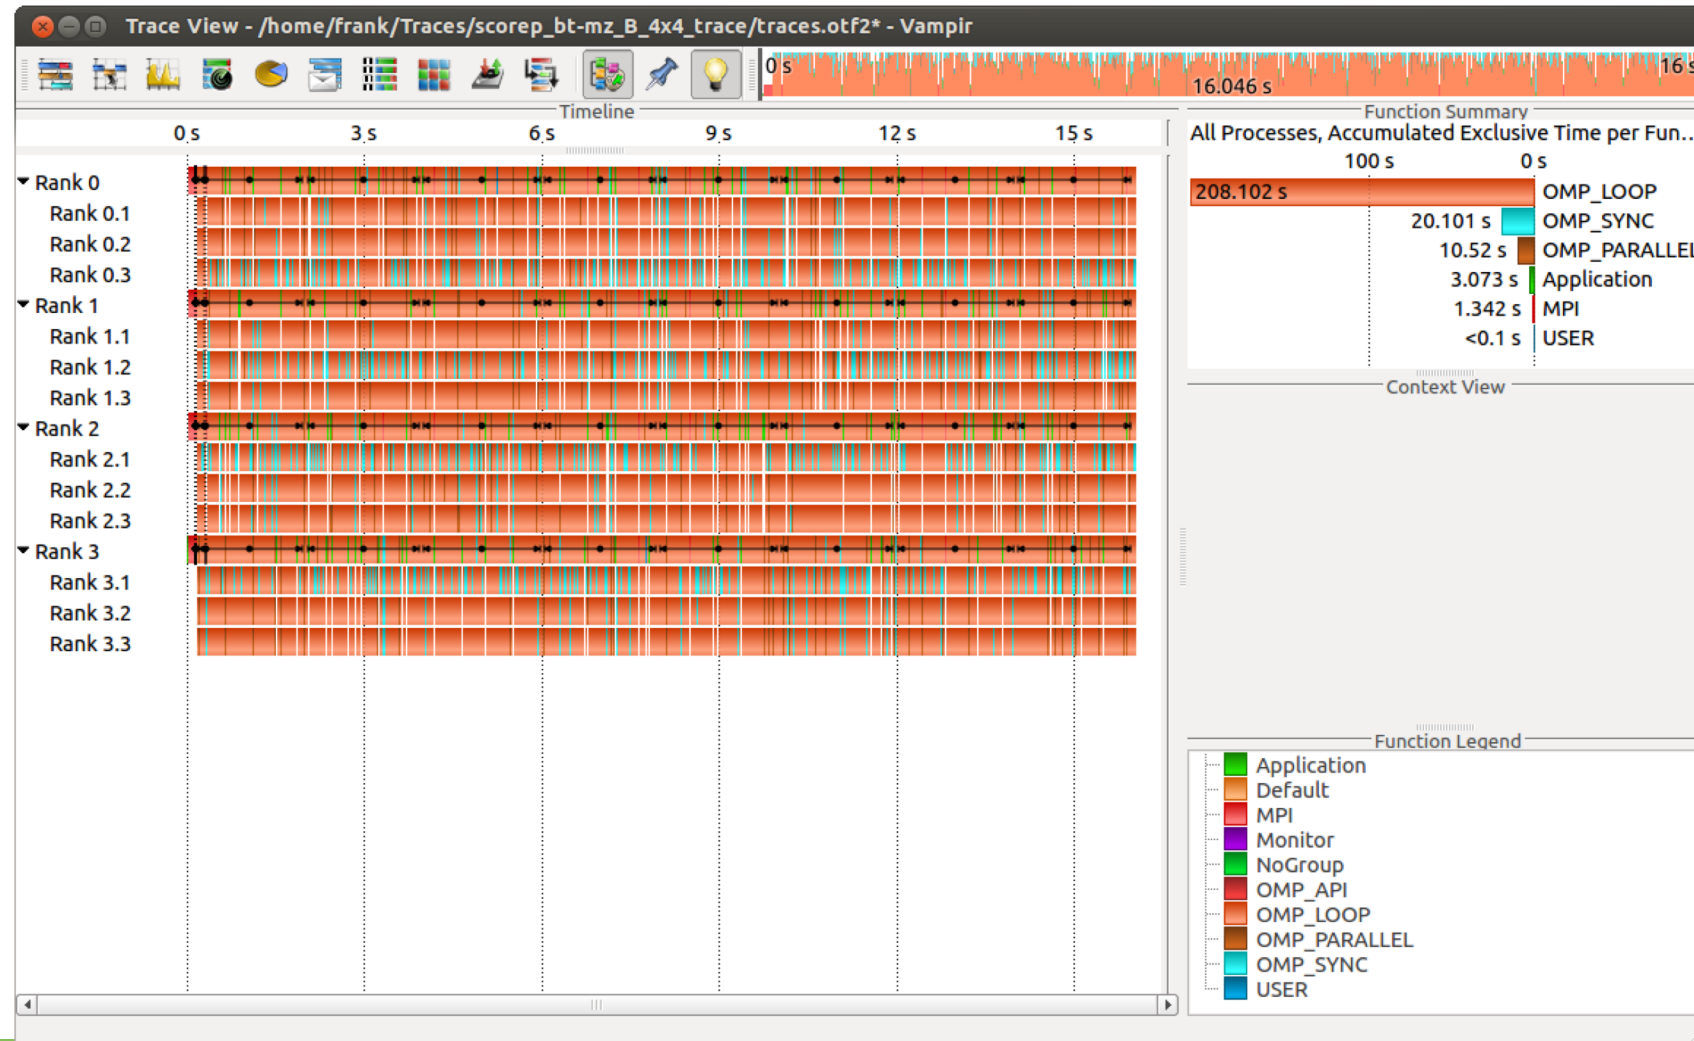 Trace View - /home/frank/Traces/scorep_bt-mz_B_4x4_trace/traces.otf2* - Vampir
0 s
16.046 s
16 s
Timeline
0 s 3 s 6 s 9 s 12 s 15 s
Rank 0
Rank 0.1
Rank 0.2
Rank 0.3
Rank 1
Rank 1.1
Rank 1.2
Rank 1.3
Rank 2
Rank 2.1
Rank 2.2
Rank 2.3
Rank 3
Rank 3.1
Rank 3.2
Rank 3.3
Function Summary
All Processes, Accumulated Exclusive Time per Fun...
100 s 0 s
208.102 s OMP_LOOP
20.101 s OMP_SYNC
10.52 s OMP_PARALLEL
3.073 s Application
1.342 s MPI
<0.1 s USER
Context View
Function Legend
Application
Default
MPI
Monitor
NoGroup
OMP_API
OMP_LOOP
OMP_PARALLEL
OMP_SYNC
USER